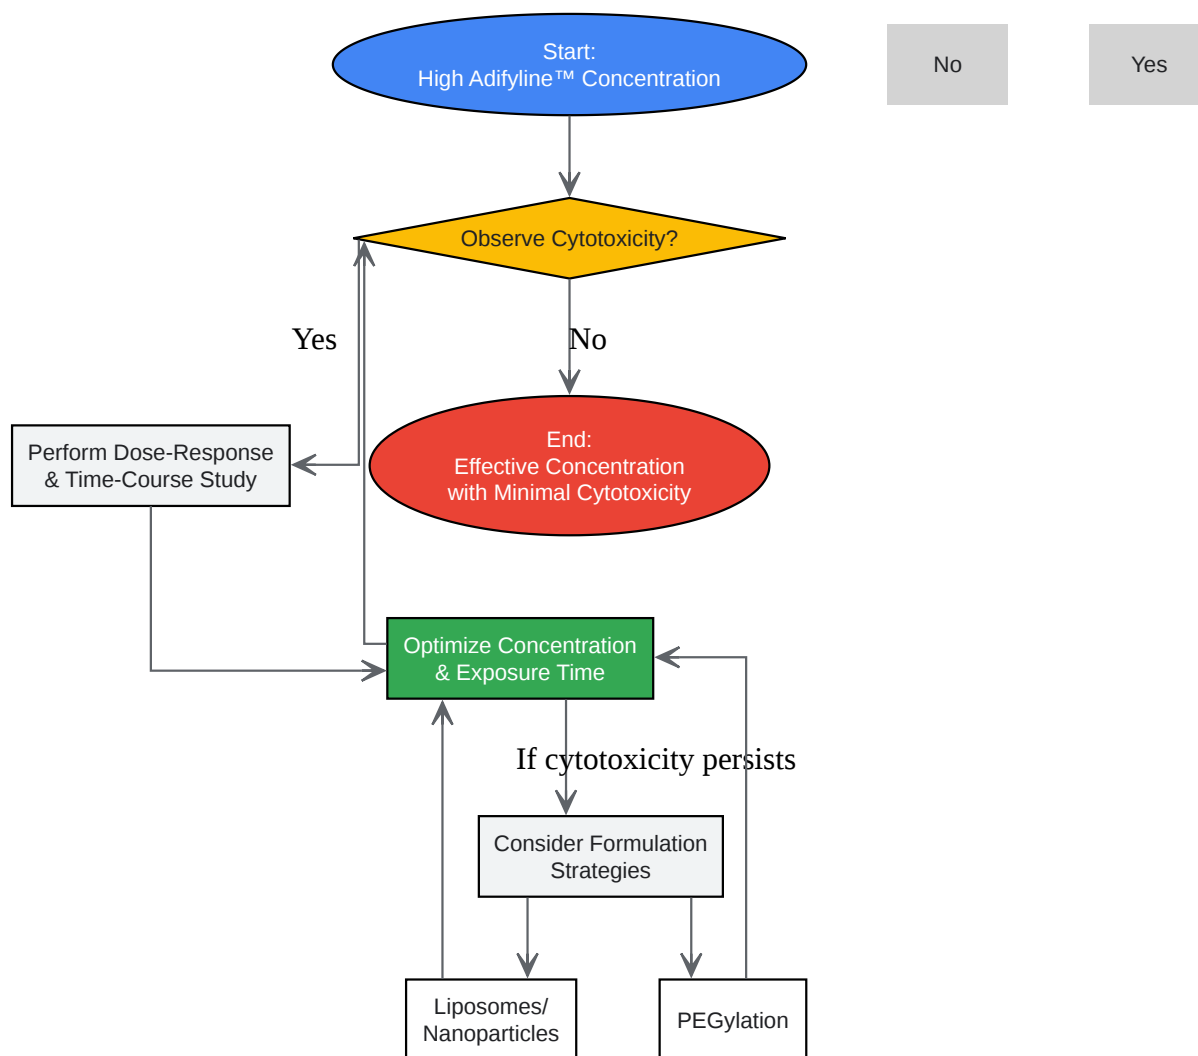 Start:
High Adifyline™ Concentration
No
Yes
Observe Cytotoxicity?
Yes
No
Perform Dose-Response
& Time-Course Study
End:
Effective Concentration
with Minimal Cytotoxicity
Optimize Concentration
& Exposure Time
If cytotoxicity persists
Consider Formulation
Strategies
Liposomes/
Nanoparticles
PEGylation